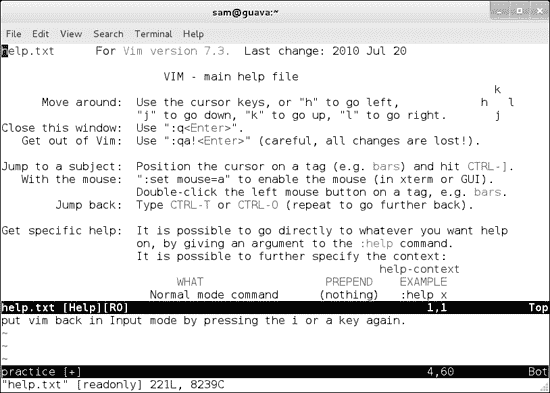 sam@guava:~
File Edit View Search Terminal Help
help.txt For Vim version 7.3. Last change: 2010 Jul 20
VIM - main help file
k
Move around: Use the cursor keys, or "h" to go left, h l
"j" to go down, "k" to go up, "l" to go right. j
Close this window: Use ":q<Enter>".
Get out of Vim: Use ":qa!<Enter>" (careful, all changes are lost!).
Jump to a subject: Position the cursor on a tag (e.g. bars) and hit CTRL-].
With the mouse: ":set mouse=a" to enable the mouse (in xterm or GUI).
Double-click the left mouse button on a tag, e.g. bars.
Jump back: Type CTRL-T or CTRL-O (repeat to go further back).
Get specific help: It is possible to go directly to whatever you want help
on, by giving an argument to the :help command.
It is possible to further specify the context:
help-context
WHAT PREPEND EXAMPLE
Normal mode command (nothing) :help x
help.txt [Help][RO] 1,1 Top
put vim back in Input mode by pressing the i or a key again.
~
~
~
practice [+] 4,60 Bot
"help.txt" [readonly] 221L, 8239C